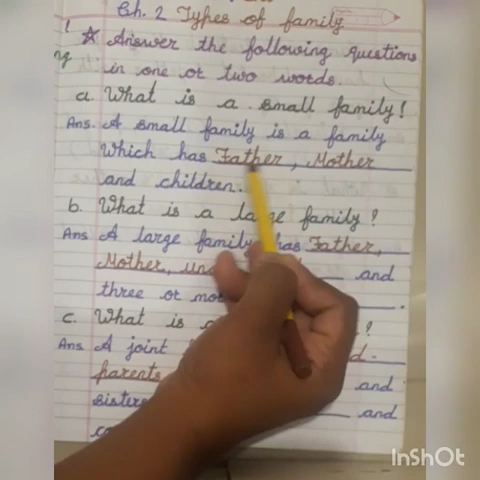 Ch. 2 Types of family
! ☆ Answer the following questions
ng in one or two words.
a. What is a small family!
Ans. A small family is a family
which has Father, Mother
and children.
b. What is a large family?
Ans A large family has Father,
Mother, and
three or
c. What is a ?
Ans. A joint
parents and
sisters and
InShOt